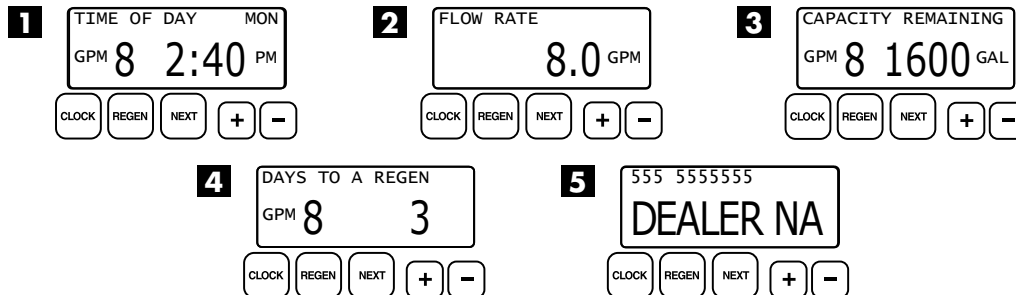 1
TIME OF DAY MON
GPM 8 2:40 PM
CLOCK REGEN NEXT + -
2
FLOW RATE
8.0 GPM
CLOCK REGEN NEXT + -
3
CAPACITY REMAINING
GPM 8 1600 GAL
CLOCK REGEN NEXT + -
4
DAYS TO A REGEN
GPM 8 3
CLOCK REGEN NEXT + -
5
555 5555555
DEALER NA
CLOCK REGEN NEXT + -